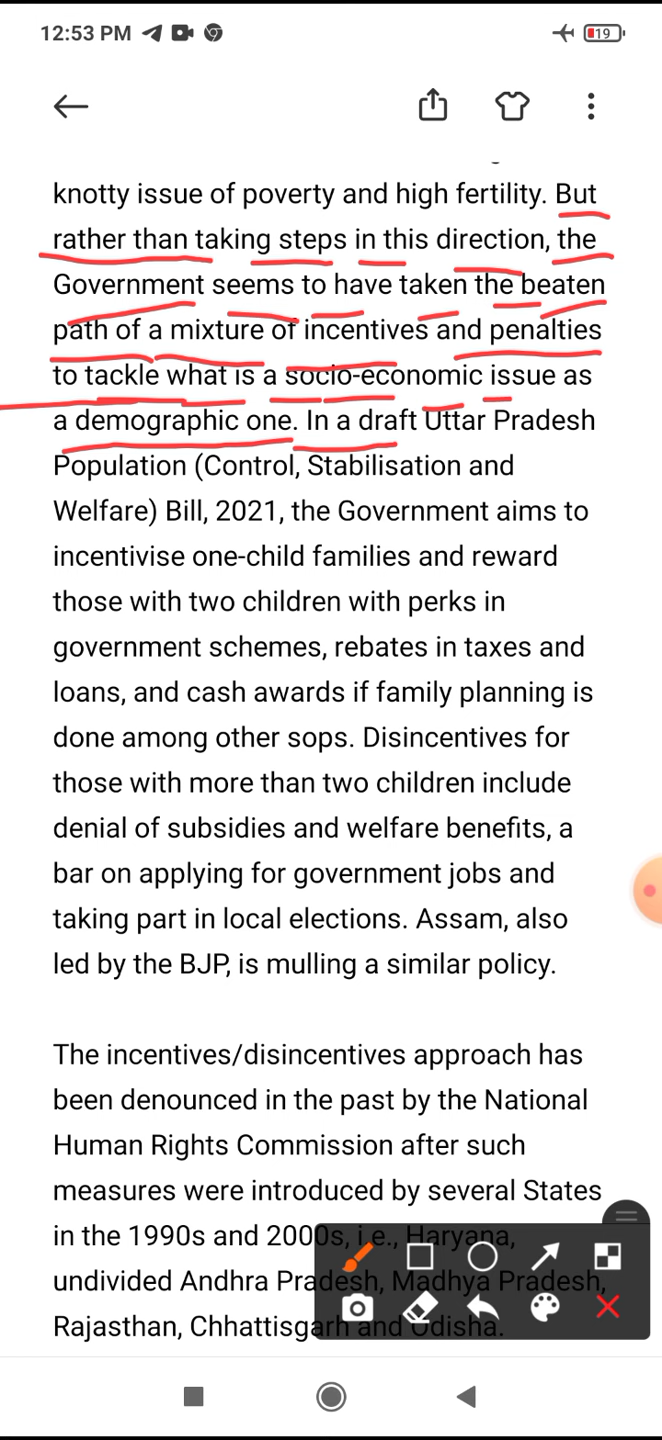 12:53 PM
19
knotty issue of poverty and high fertility. But
rather than taking steps in this direction, the
Government seems to have taken the beaten
path of a mixture of incentives and penalties
to tackle what is a socio-economic issue as
a demographic one. In a draft Uttar Pradesh
Population (Control, Stabilisation and
Welfare) Bill, 2021, the Government aims to
incentivise one-child families and reward
those with two children with perks in
government schemes, rebates in taxes and
loans, and cash awards if family planning is
done among other sops. Disincentives for
those with more than two children include
denial of subsidies and welfare benefits, a
bar on applying for government jobs and
taking part in local elections. Assam, also
led by the BJP, is mulling a similar policy.
The incentives/disincentives approach has
been denounced in the past by the National
Human Rights Commission after such
measures were introduced by several States
in the 1990s and 2000s, i.e., Haryana,
undivided Andhra Pradesh, Madhya Pradesh,
Rajasthan, Chhattisgarh and Odisha.